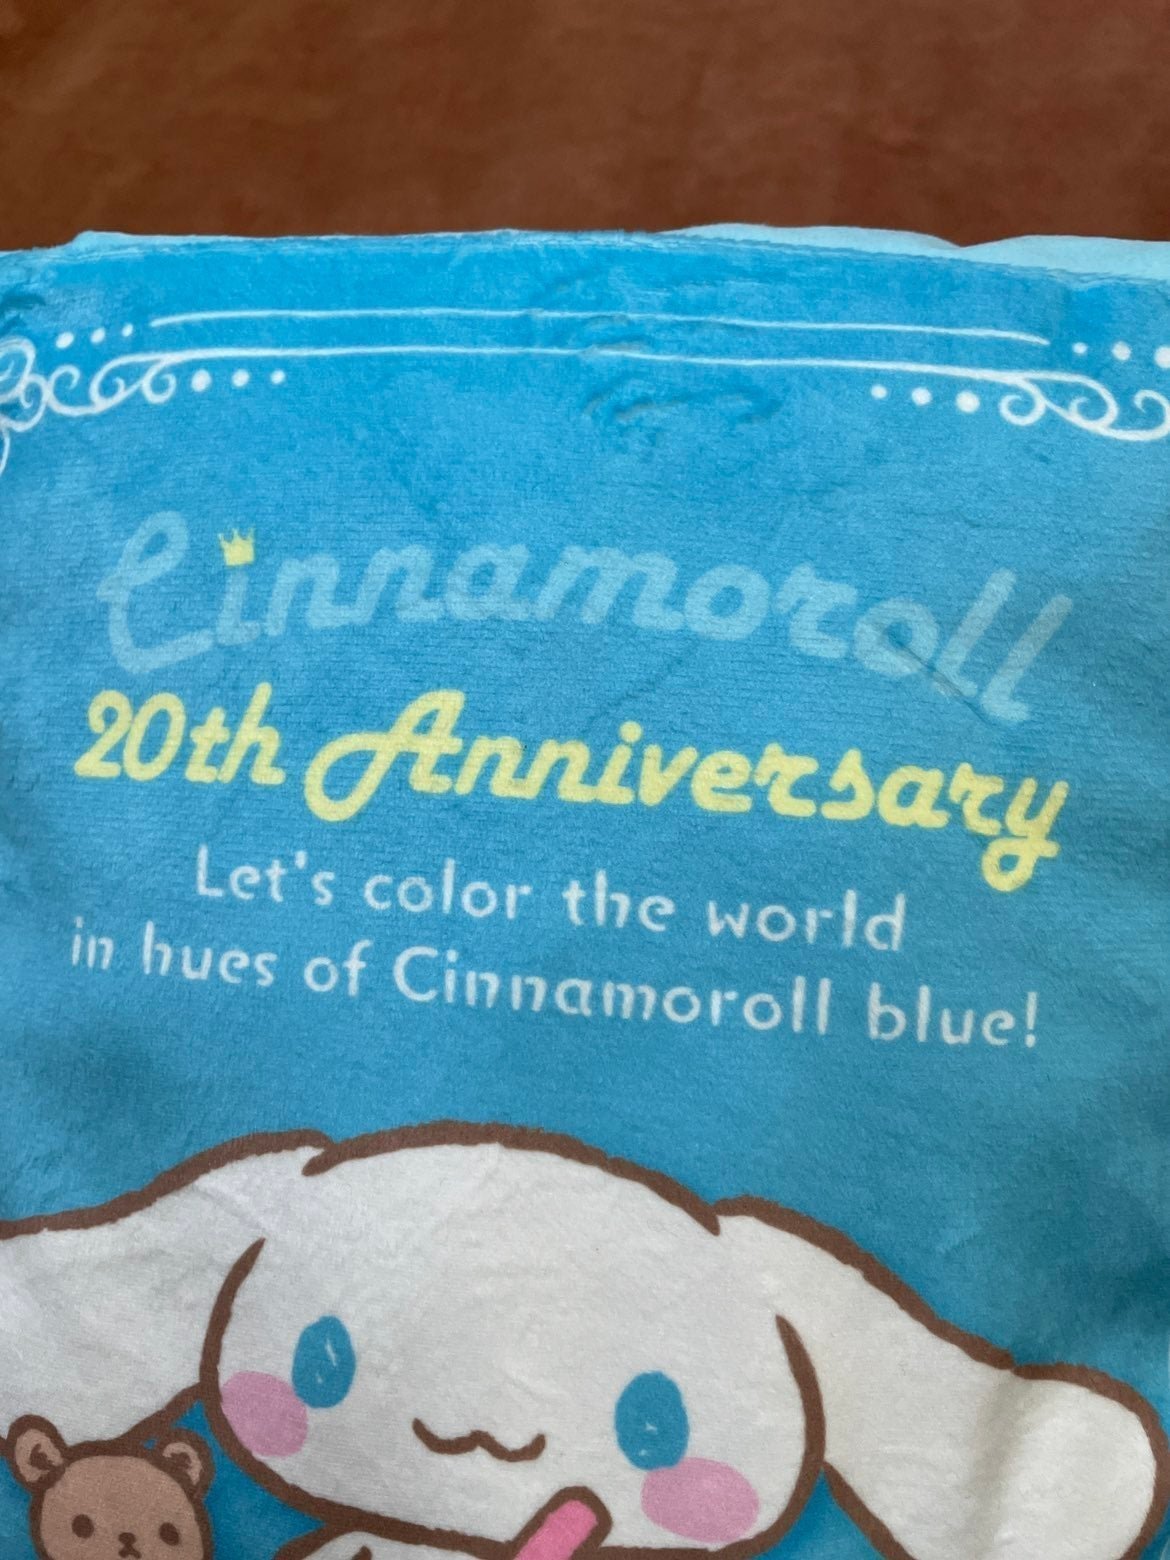 Cinnamoroll
20th Anniversary
Let's color the world
in hues of Cinnamoroll blue!